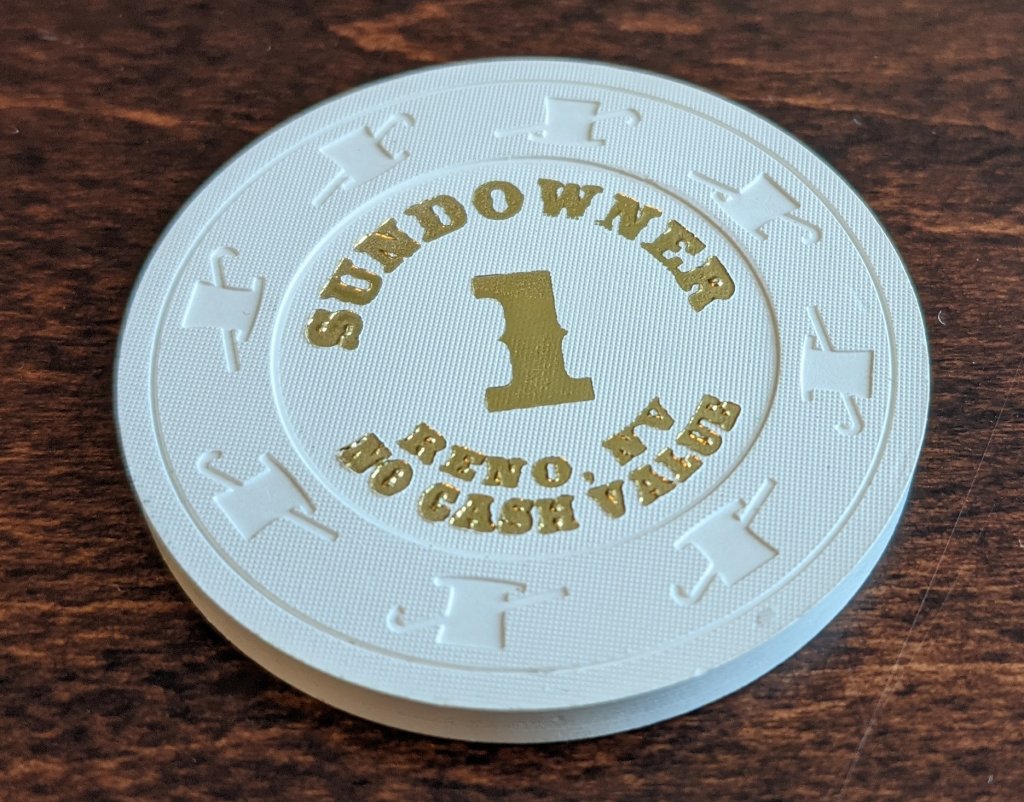 SUNDOWNER
1
RENO, NV
NO CASH VALUE